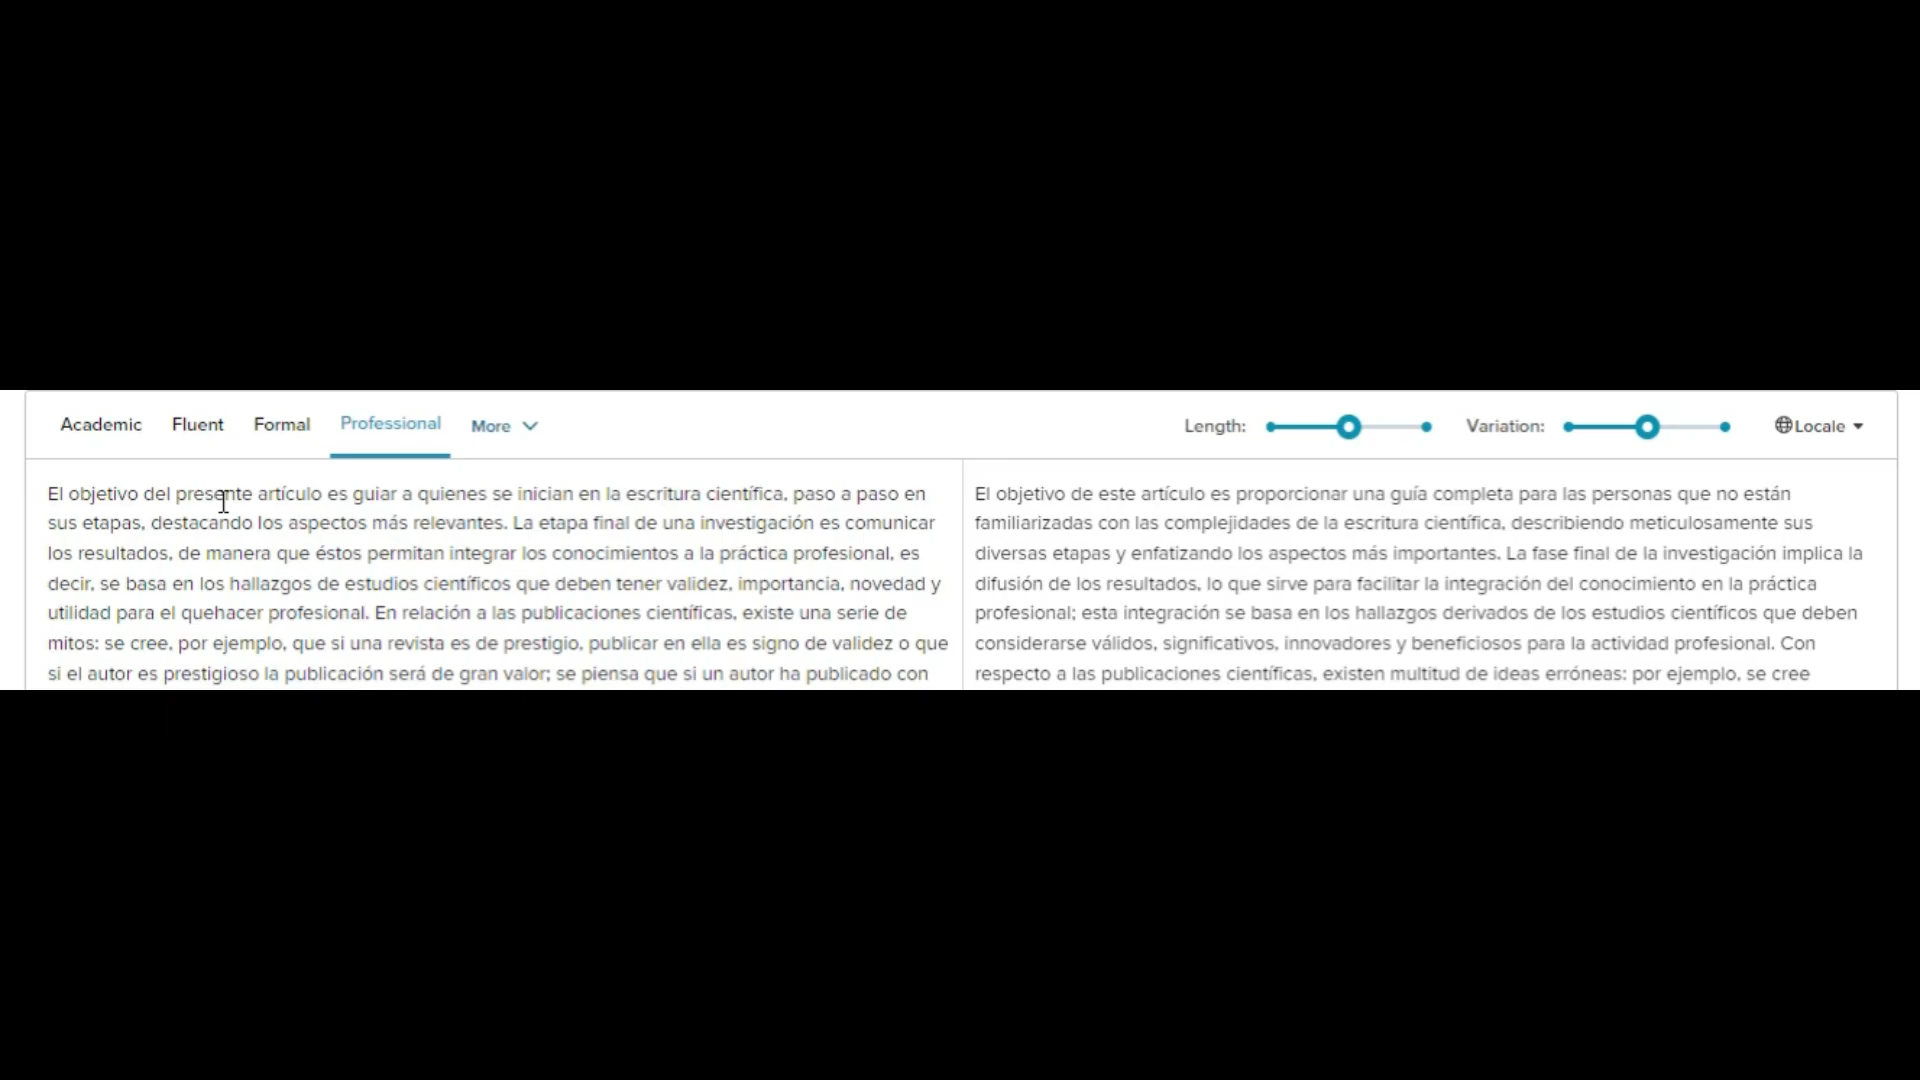 Academic Fluent Formal Professional More Length: Variation: Locale
El objetivo del presente artículo es guiar a quienes se inician en la escritura científica, paso a paso en
sus etapas, destacando los aspectos más relevantes. La etapa final de una investigación es comunicar
los resultados, de manera que éstos permitan integrar los conocimientos a la práctica profesional, es
decir, se basa en los hallazgos de estudios científicos que deben tener validez, importancia, novedad y
utilidad para el quehacer profesional. En relación a las publicaciones científicas, existe una serie de
mitos: se cree, por ejemplo, que si una revista es de prestigio, publicar en ella es signo de validez o que
si el autor es prestigioso la publicación será de gran valor; se piensa que si un autor ha publicado con
El objetivo de este artículo es proporcionar una guía completa para las personas que no están
familiarizadas con las complejidades de la escritura científica, describiendo meticulosamente sus
diversas etapas y enfatizando los aspectos más importantes. La fase final de la investigación implica la
difusión de los resultados, lo que sirve para facilitar la integración del conocimiento en la práctica
profesional; esta integración se basa en los hallazgos derivados de los estudios científicos que deben
considerarse válidos, significativos, innovadores y beneficiosos para la actividad profesional. Con
respecto a las publicaciones científicas, existen multitud de ideas erróneas: por ejemplo, se cree